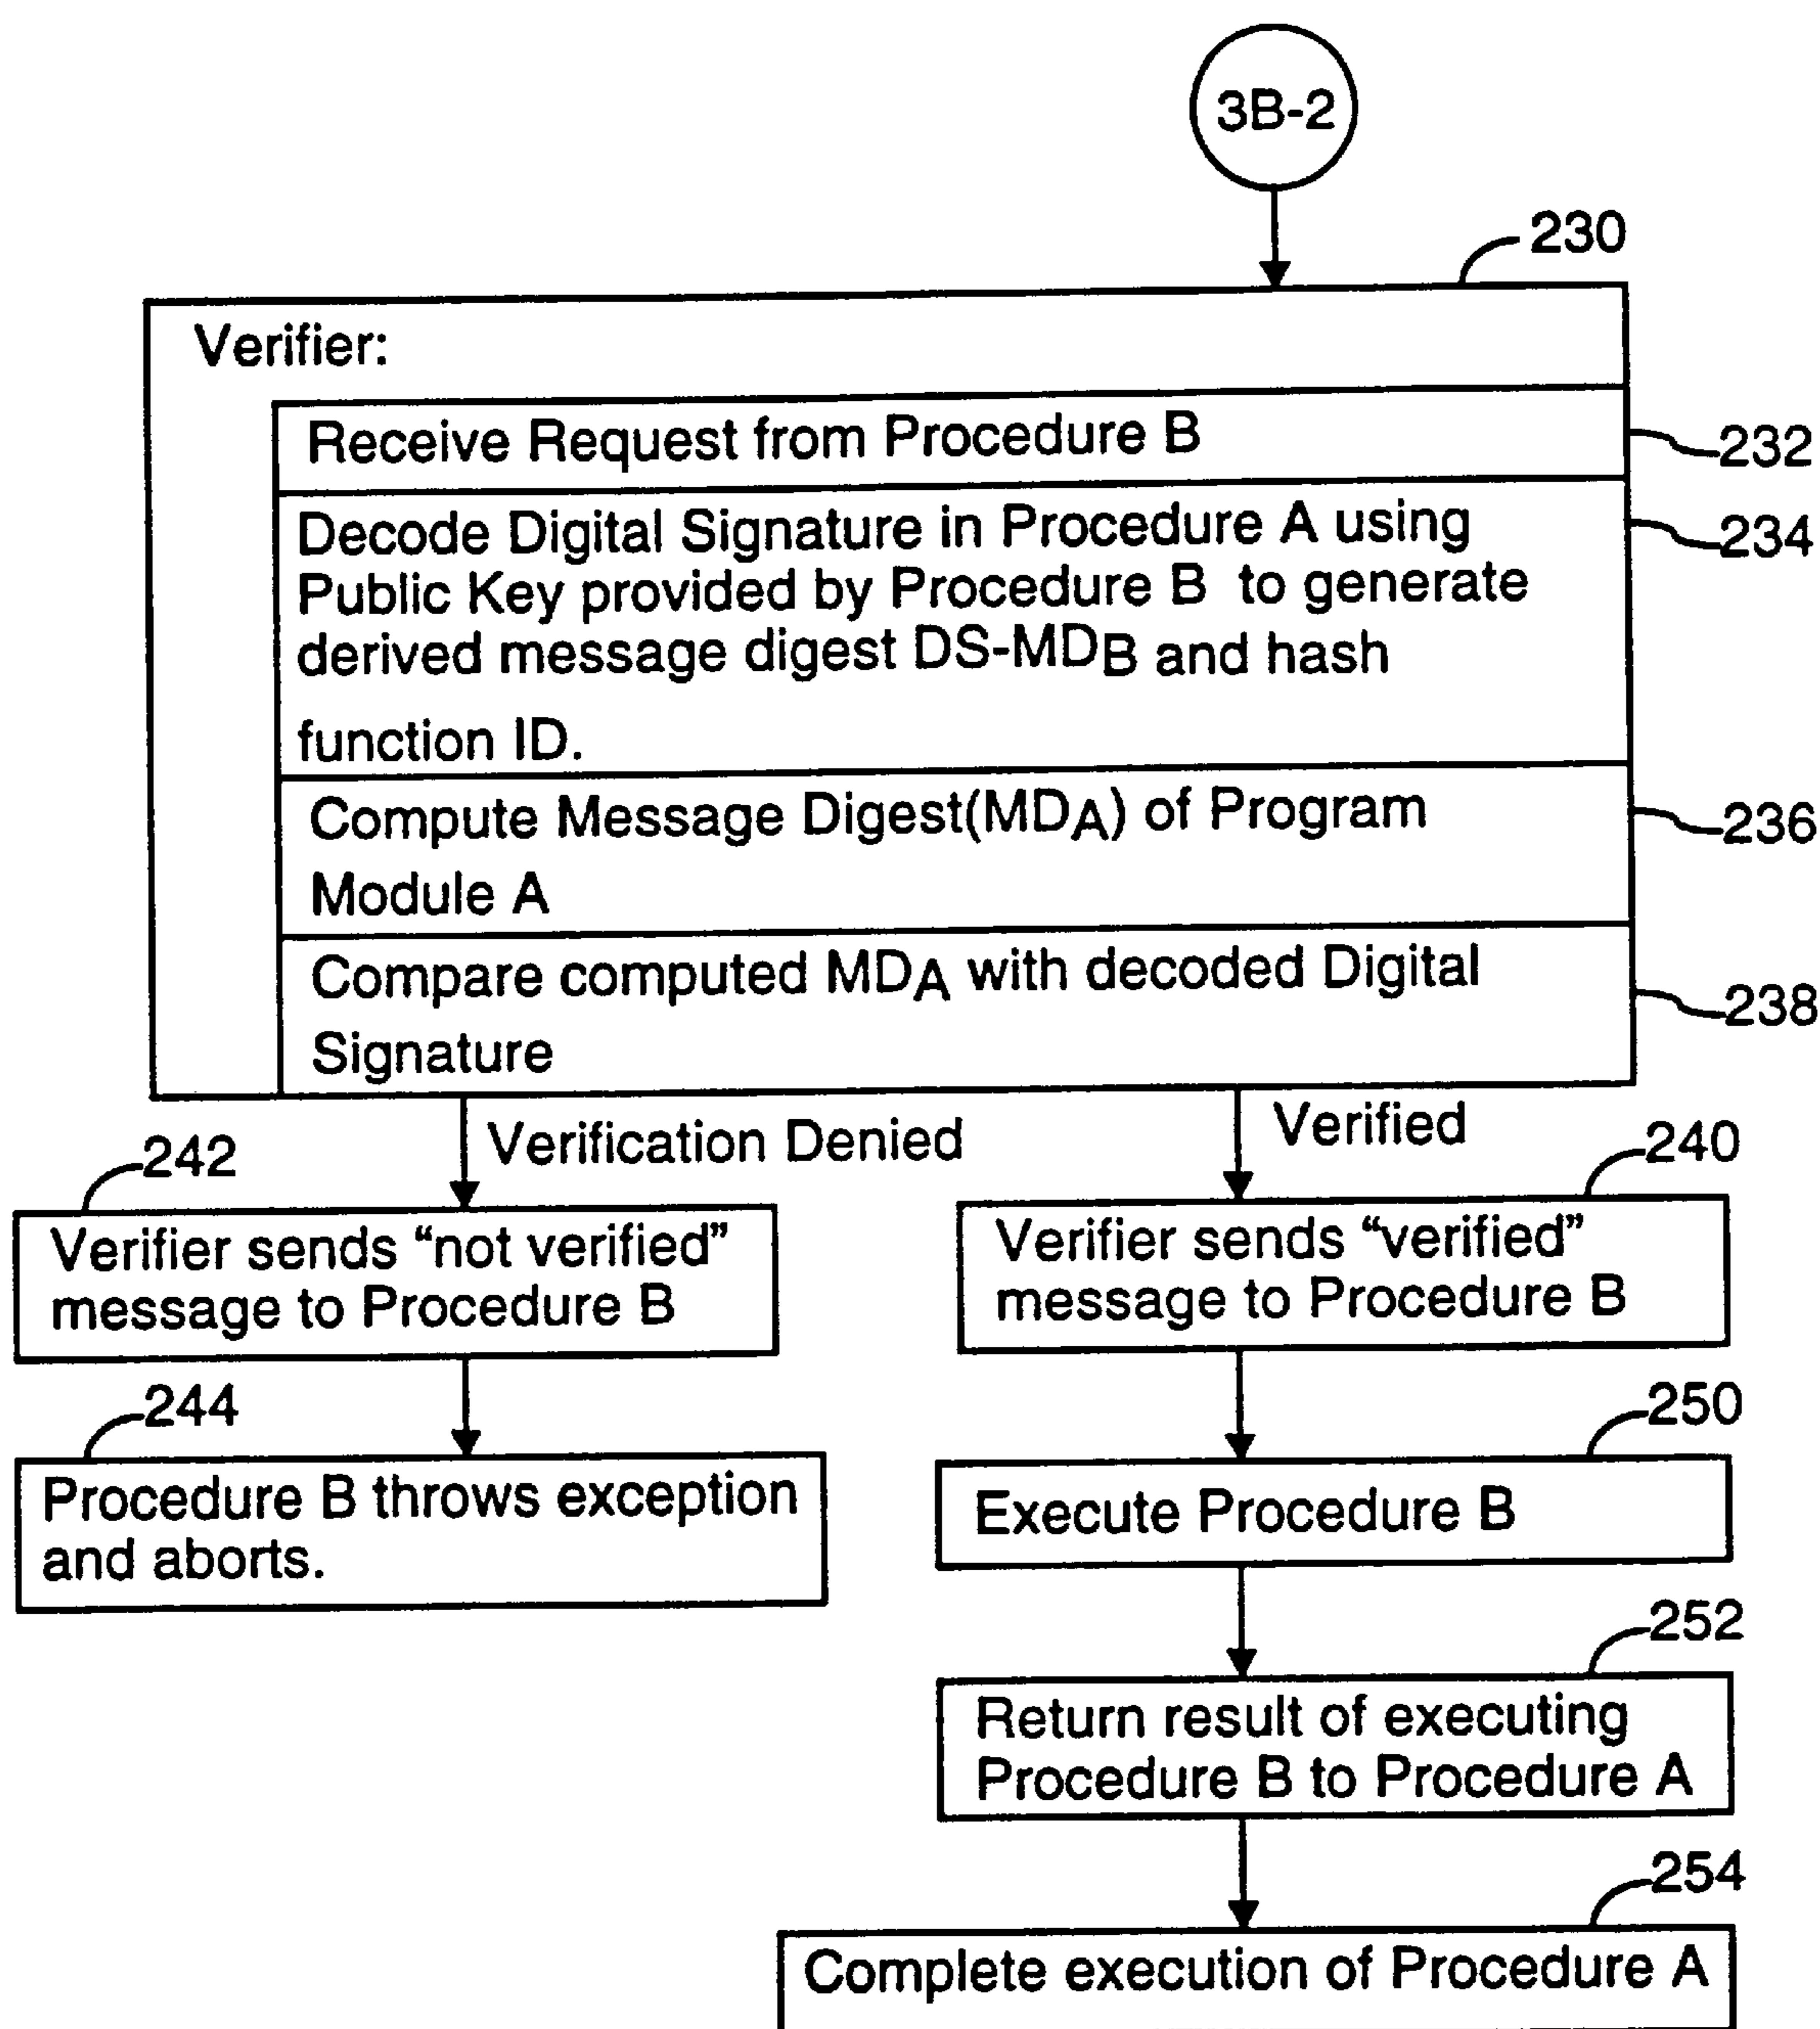 3B-2
230
Verifier:
Receive Request from Procedure B
232
Decode Digital Signature in Procedure A using
234
Public Key provided by Procedure B to generate
derived message digest DS-MDB and hash
function ID.
Compute Message Digest(MDA) of Program
236
Module A
Compare computed MDA with decoded Digital
238
Signature
Verification Denied
Verified
242
240
Verifier sends “not verified”
message to Procedure B
Verifier sends “verified”
message to Procedure B
244
250
Procedure B throws exception
and aborts.
Execute Procedure B
252
Return result of executing
Procedure B to Procedure A
254
Complete execution of Procedure A